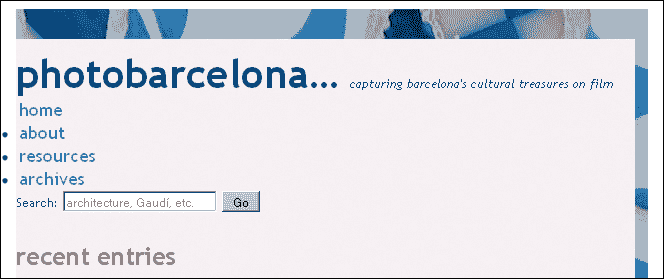 photobarcelona... capturing barcelona's cultural treasures on film
home
about
resources
archives
Search: architecture, Gaudí, etc. Go
recent entries